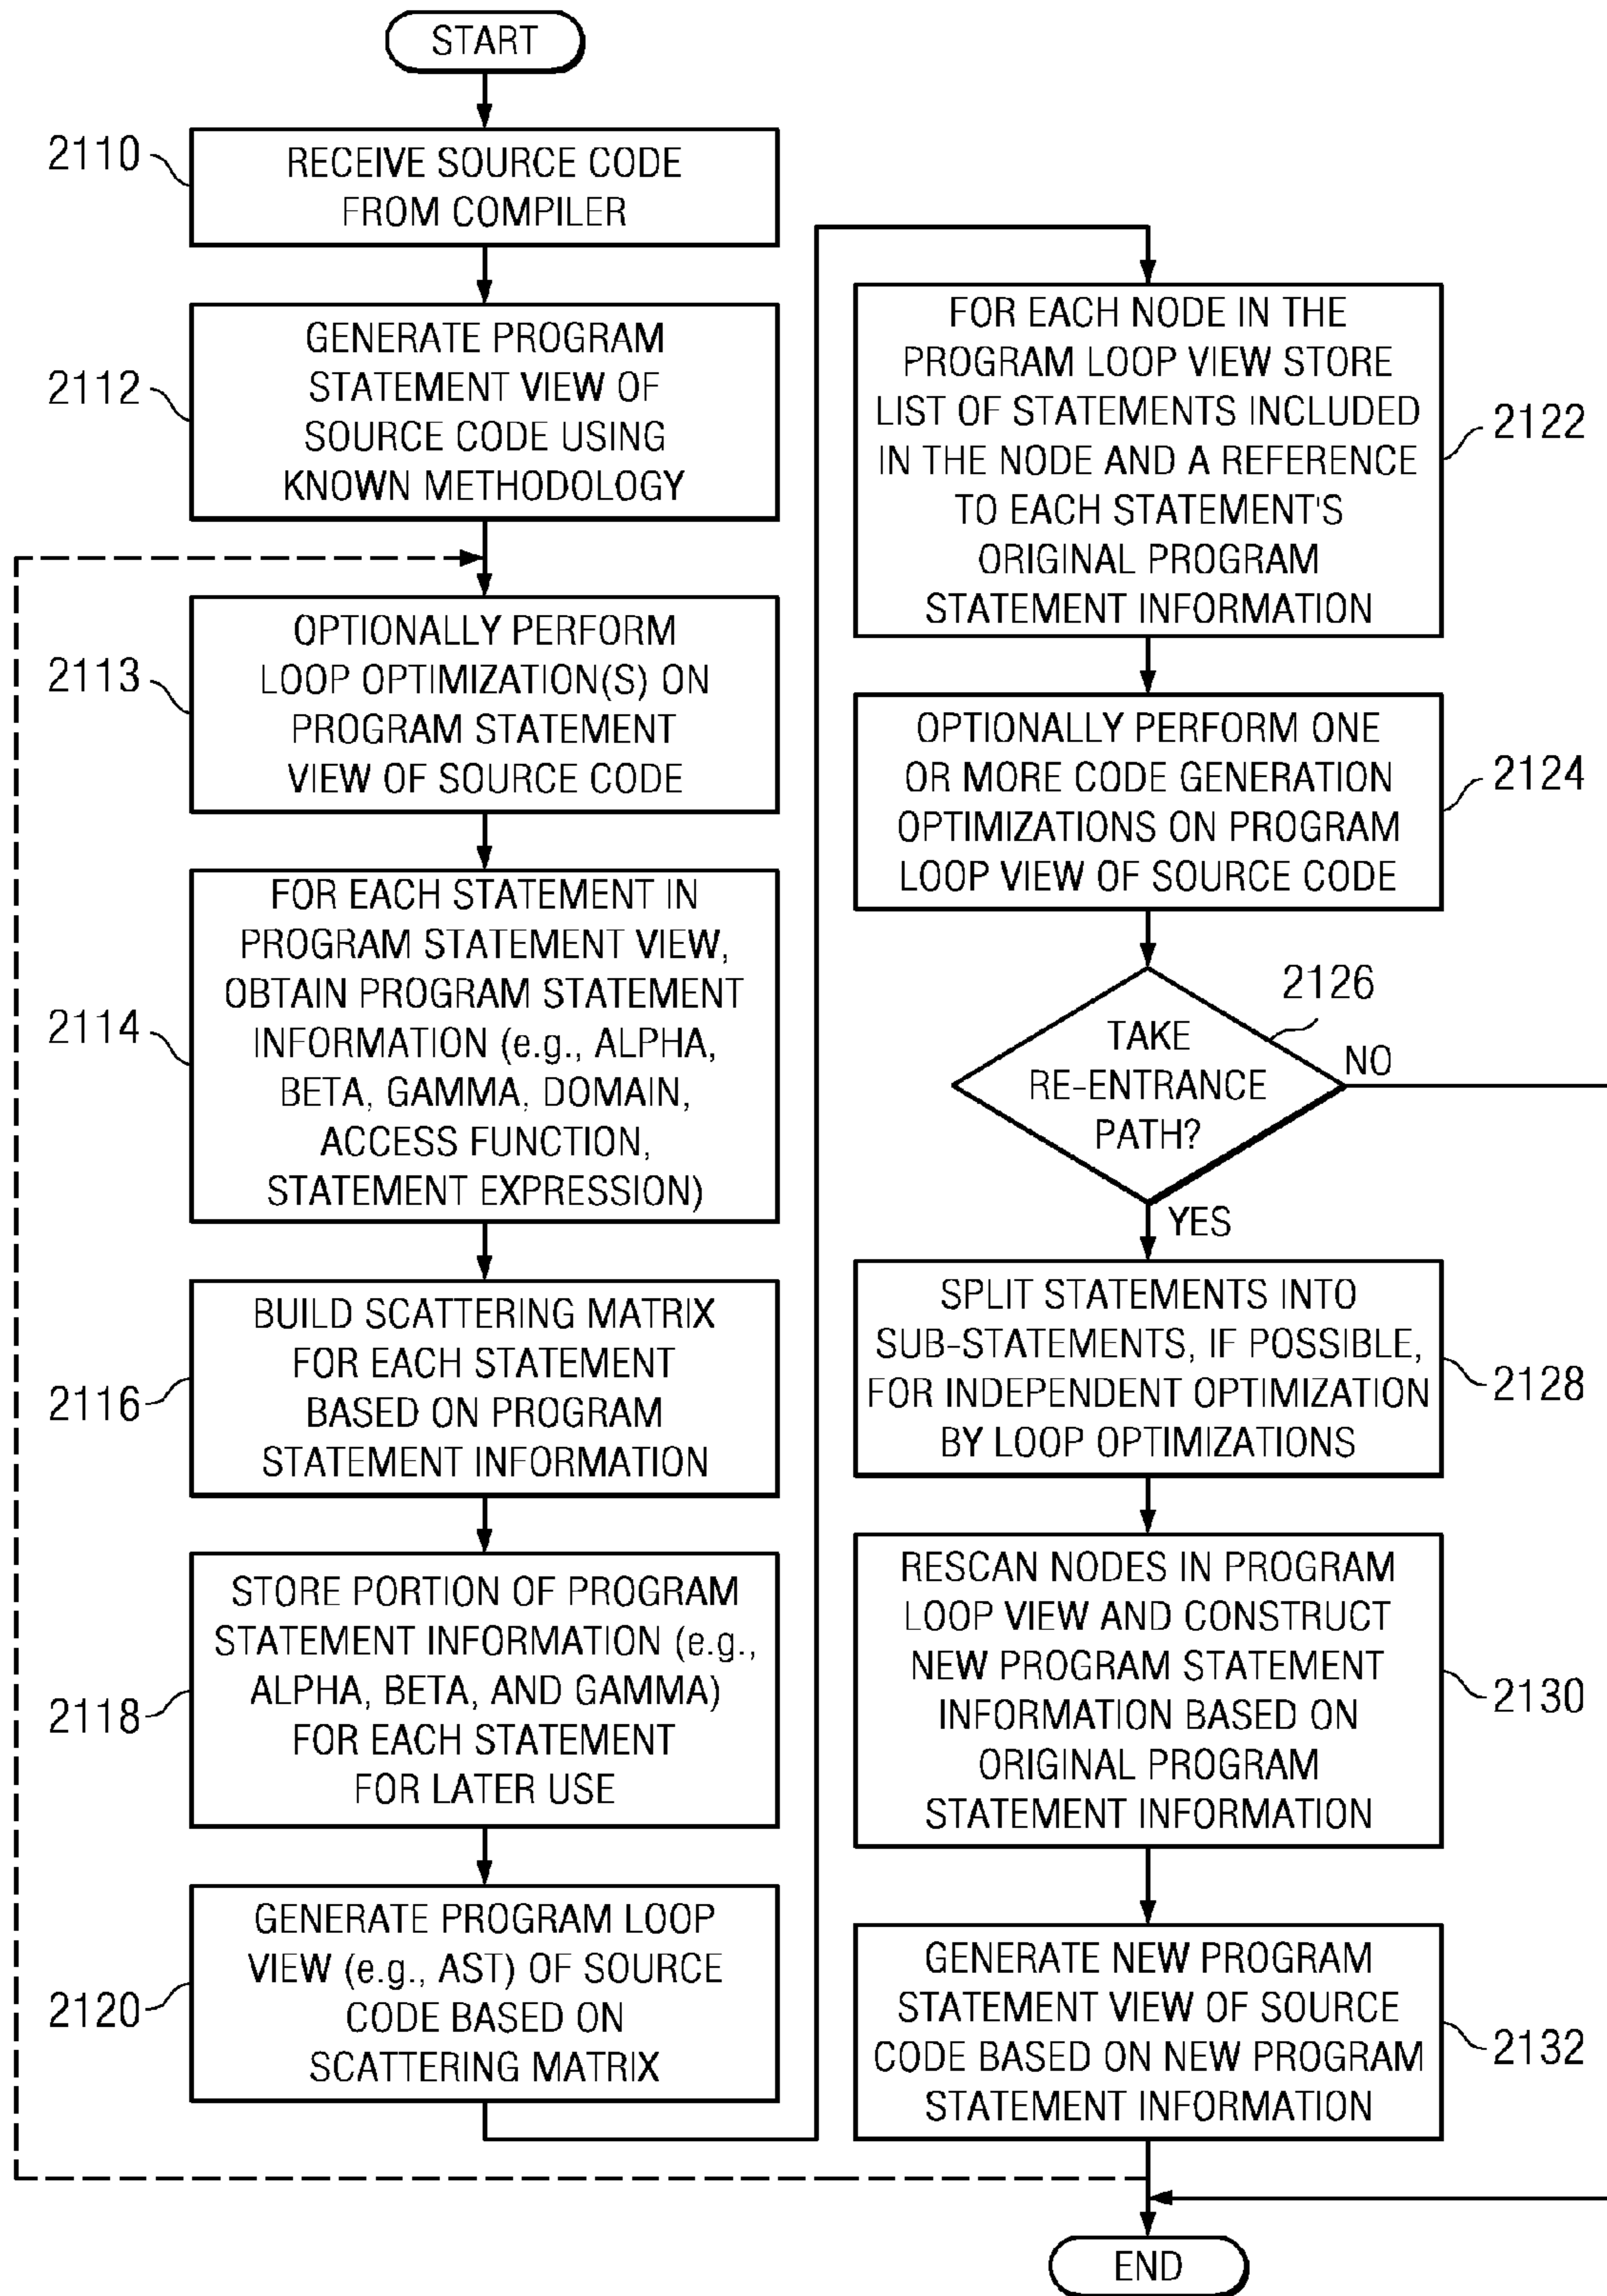 START
2110
RECEIVE SOURCE CODE
FROM COMPILER
2112
GENERATE PROGRAM
STATEMENT VIEW OF
SOURCE CODE USING
KNOWN METHODOLOGY
2113
OPTIONALLY PERFORM
LOOP OPTIMIZATION(S) ON
PROGRAM STATEMENT
VIEW OF SOURCE CODE
2114
FOR EACH STATEMENT IN
PROGRAM STATEMENT VIEW,
OBTAIN PROGRAM STATEMENT
INFORMATION (e.g., ALPHA,
BETA, GAMMA, DOMAIN,
ACCESS FUNCTION,
STATEMENT EXPRESSION)
2116
BUILD SCATTERING MATRIX
FOR EACH STATEMENT
BASED ON PROGRAM
STATEMENT INFORMATION
2118
STORE PORTION OF PROGRAM
STATEMENT INFORMATION (e.g.,
ALPHA, BETA, AND GAMMA)
FOR EACH STATEMENT
FOR LATER USE
2120
GENERATE PROGRAM LOOP
VIEW (e.g., AST) OF SOURCE
CODE BASED ON
SCATTERING MATRIX
FOR EACH NODE IN THE
PROGRAM LOOP VIEW STORE
LIST OF STATEMENTS INCLUDED
IN THE NODE AND A REFERENCE
TO EACH STATEMENT'S
ORIGINAL PROGRAM
STATEMENT INFORMATION
2122
OPTIONALLY PERFORM ONE
OR MORE CODE GENERATION
OPTIMIZATIONS ON PROGRAM
LOOP VIEW OF SOURCE CODE
2124
2126
TAKE
RE-ENTRANCE
PATH?
NO
YES
SPLIT STATEMENTS INTO
SUB-STATEMENTS, IF POSSIBLE,
FOR INDEPENDENT OPTIMIZATION
BY LOOP OPTIMIZATIONS
2128
RESCAN NODES IN PROGRAM
LOOP VIEW AND CONSTRUCT
NEW PROGRAM STATEMENT
INFORMATION BASED ON
ORIGINAL PROGRAM
STATEMENT INFORMATION
2130
GENERATE NEW PROGRAM
STATEMENT VIEW OF SOURCE
CODE BASED ON NEW PROGRAM
STATEMENT INFORMATION
2132
END